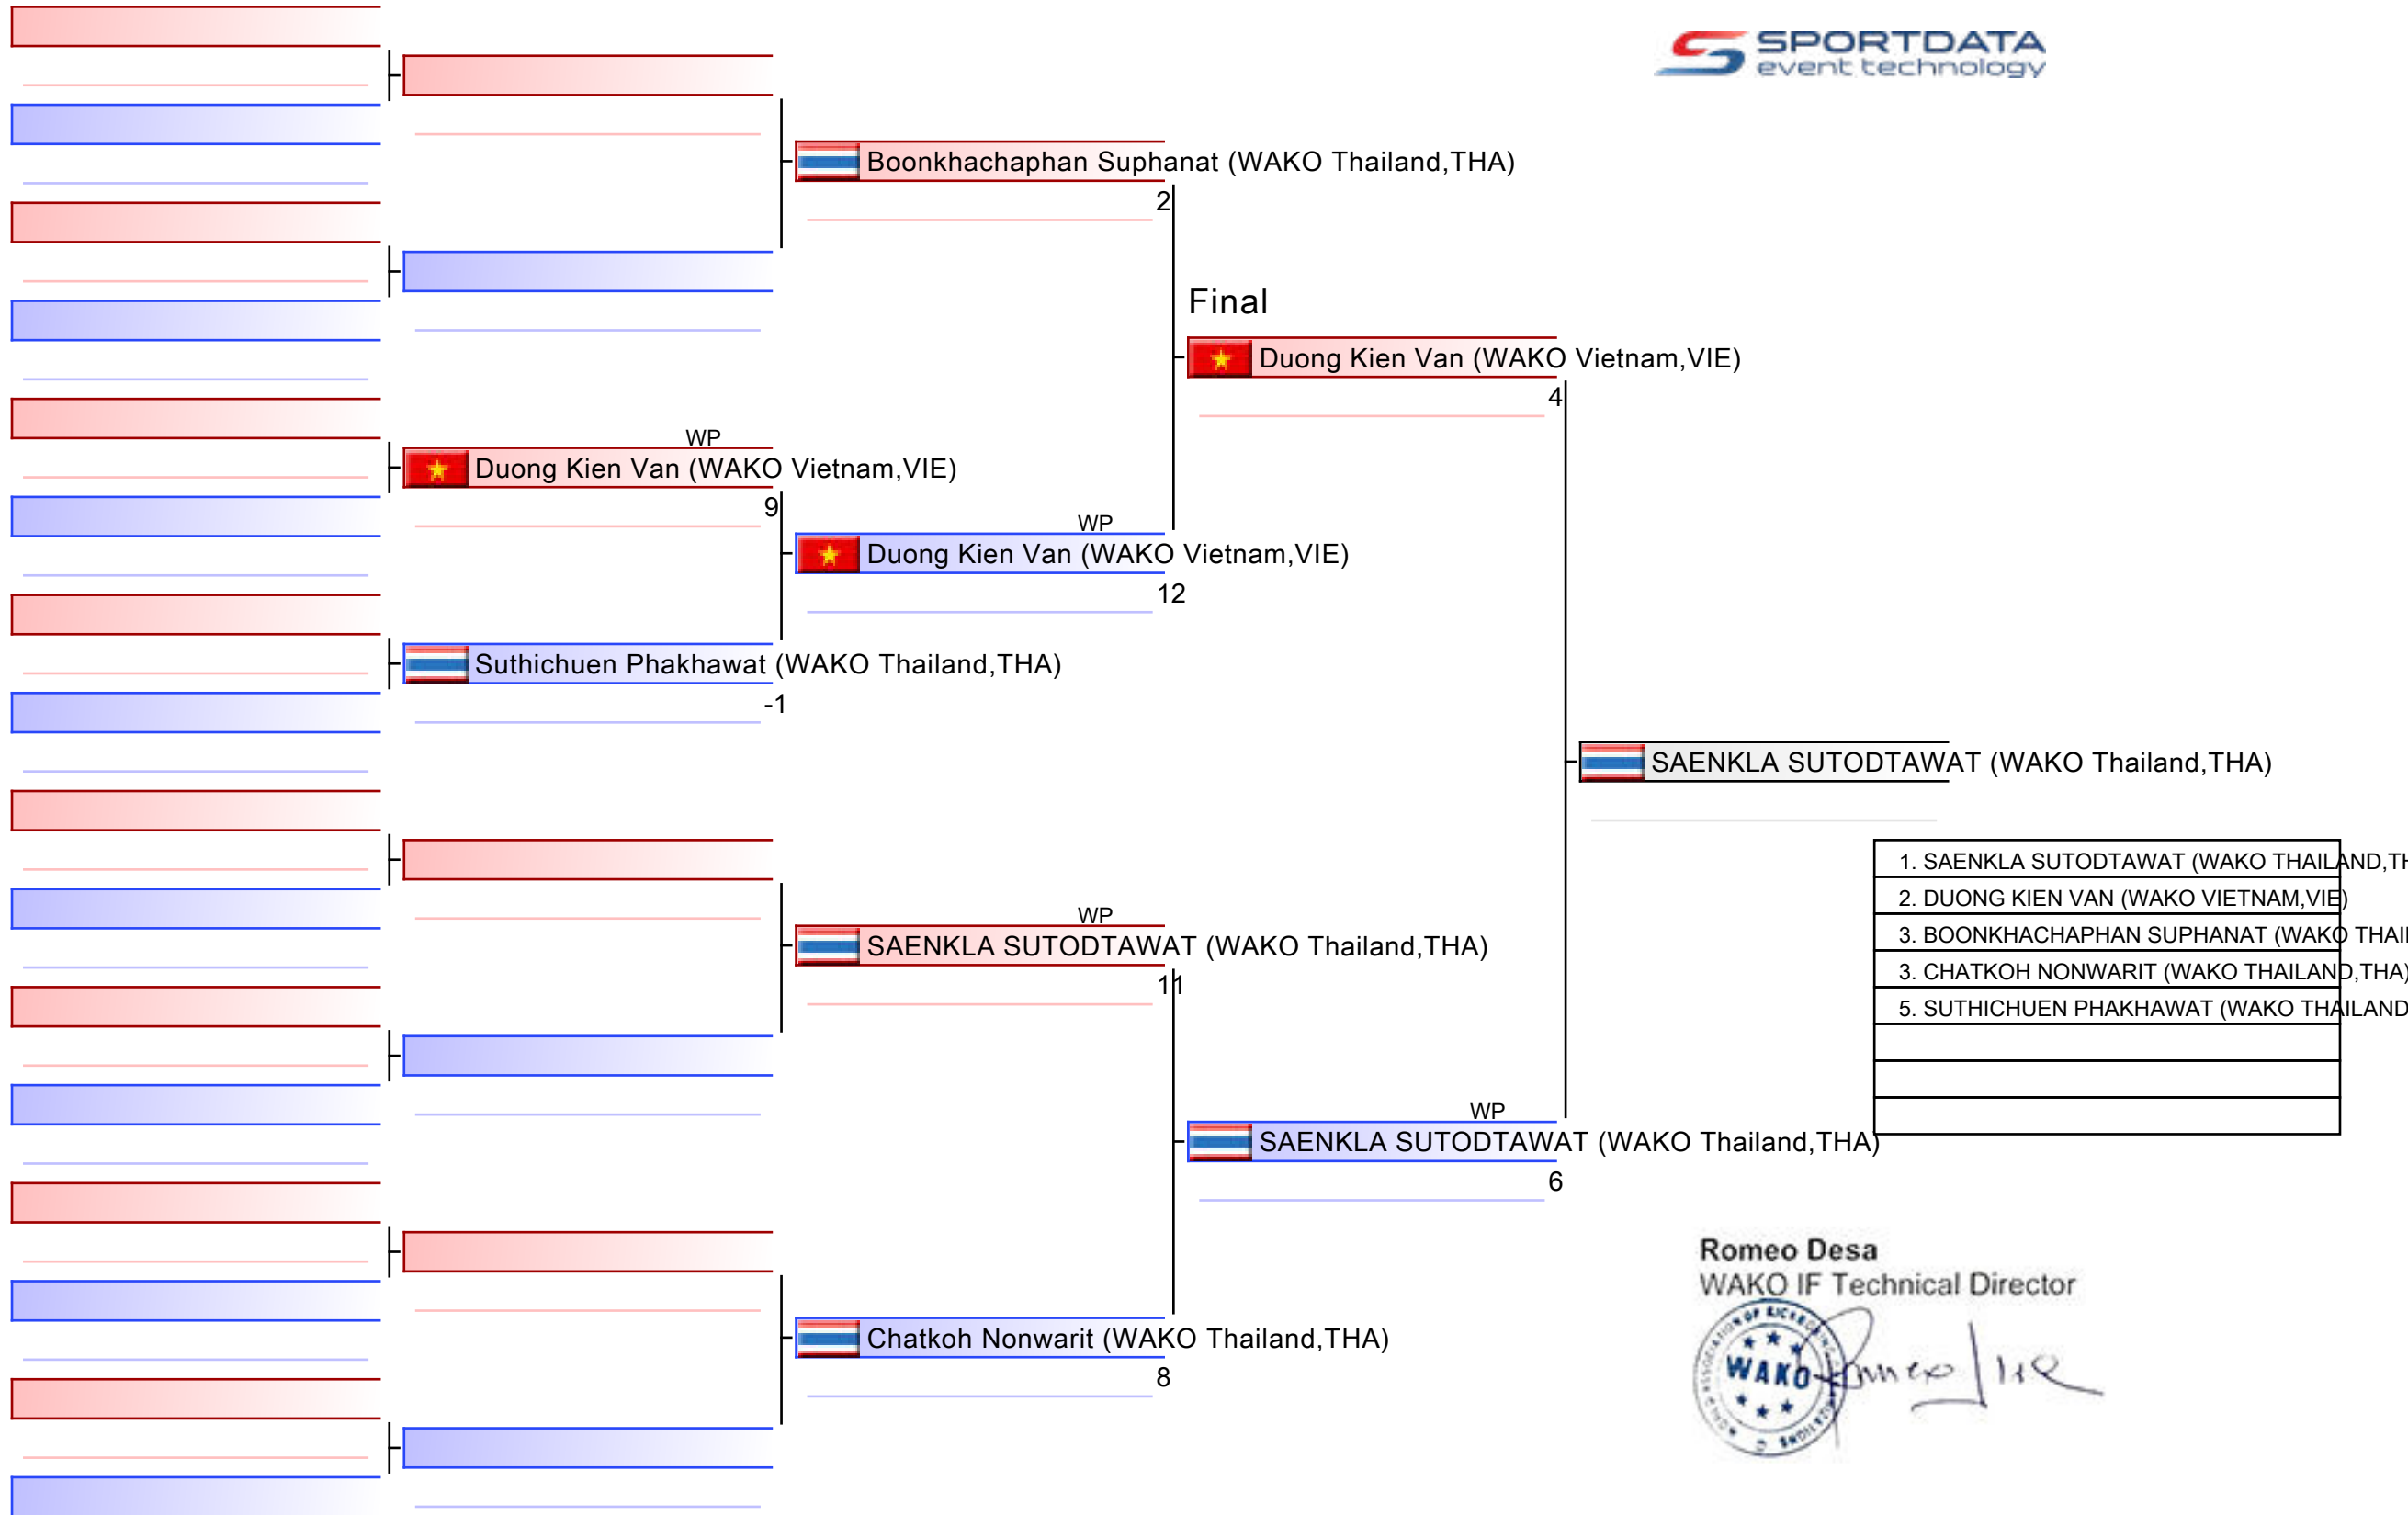 SPORTDATA
event technology
Boonkhachaphan Suphanat (WAKO Thailand,THA)
2
Final
Duong Kien Van (WAKO Vietnam,VIE)
4
WP
Duong Kien Van (WAKO Vietnam,VIE)
9
WP
Duong Kien Van (WAKO Vietnam,VIE)
12
Suthichuen Phakhawat (WAKO Thailand,THA)
-1
SAENKLA SUTODTAWAT (WAKO Thailand,THA)
1. SAENKLA SUTODTAWAT (WAKO THAILAND,TH
2. DUONG KIEN VAN (WAKO VIETNAM,VIE)
3. BOONKHACHAPHAN SUPHANAT (WAKO THAI
3. CHATKOH NONWARIT (WAKO THAILAND,THA)
5. SUTHICHUEN PHAKHAWAT (WAKO THAILAND
WP
SAENKLA SUTODTAWAT (WAKO Thailand,THA)
11
WP
SAENKLA SUTODTAWAT (WAKO Thailand,THA)
6
Chatkoh Nonwarit (WAKO Thailand,THA)
8
Romeo Desa
WAKO IF Technical Director
WAKO